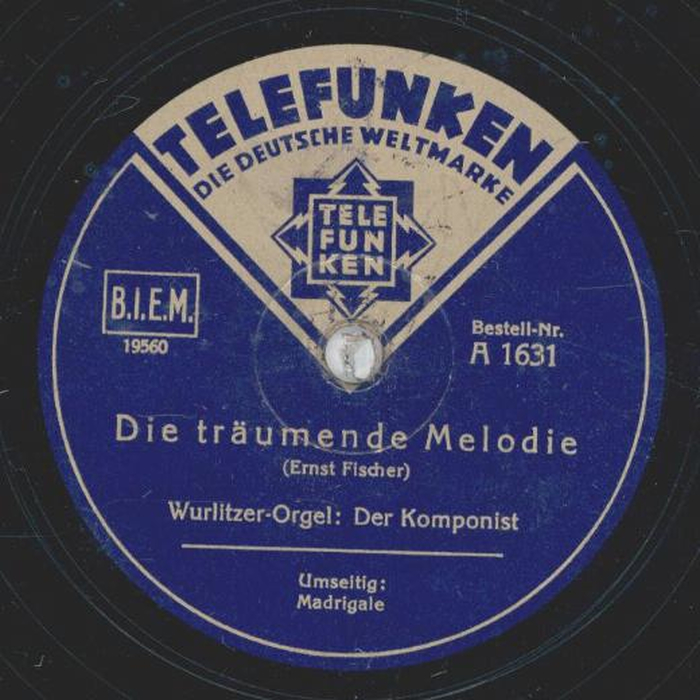 TELEFUNKEN
DIE DEUTSCHE WELTMARKE
TELE
FUN
KEN
B.I.E.M.
19560
Bestell-Nr.
A 1631
Die träumende Melodie
(Ernst Fischer)
Wurlitzer-Orgel: Der Komponist
Umseitig:
Madrigale